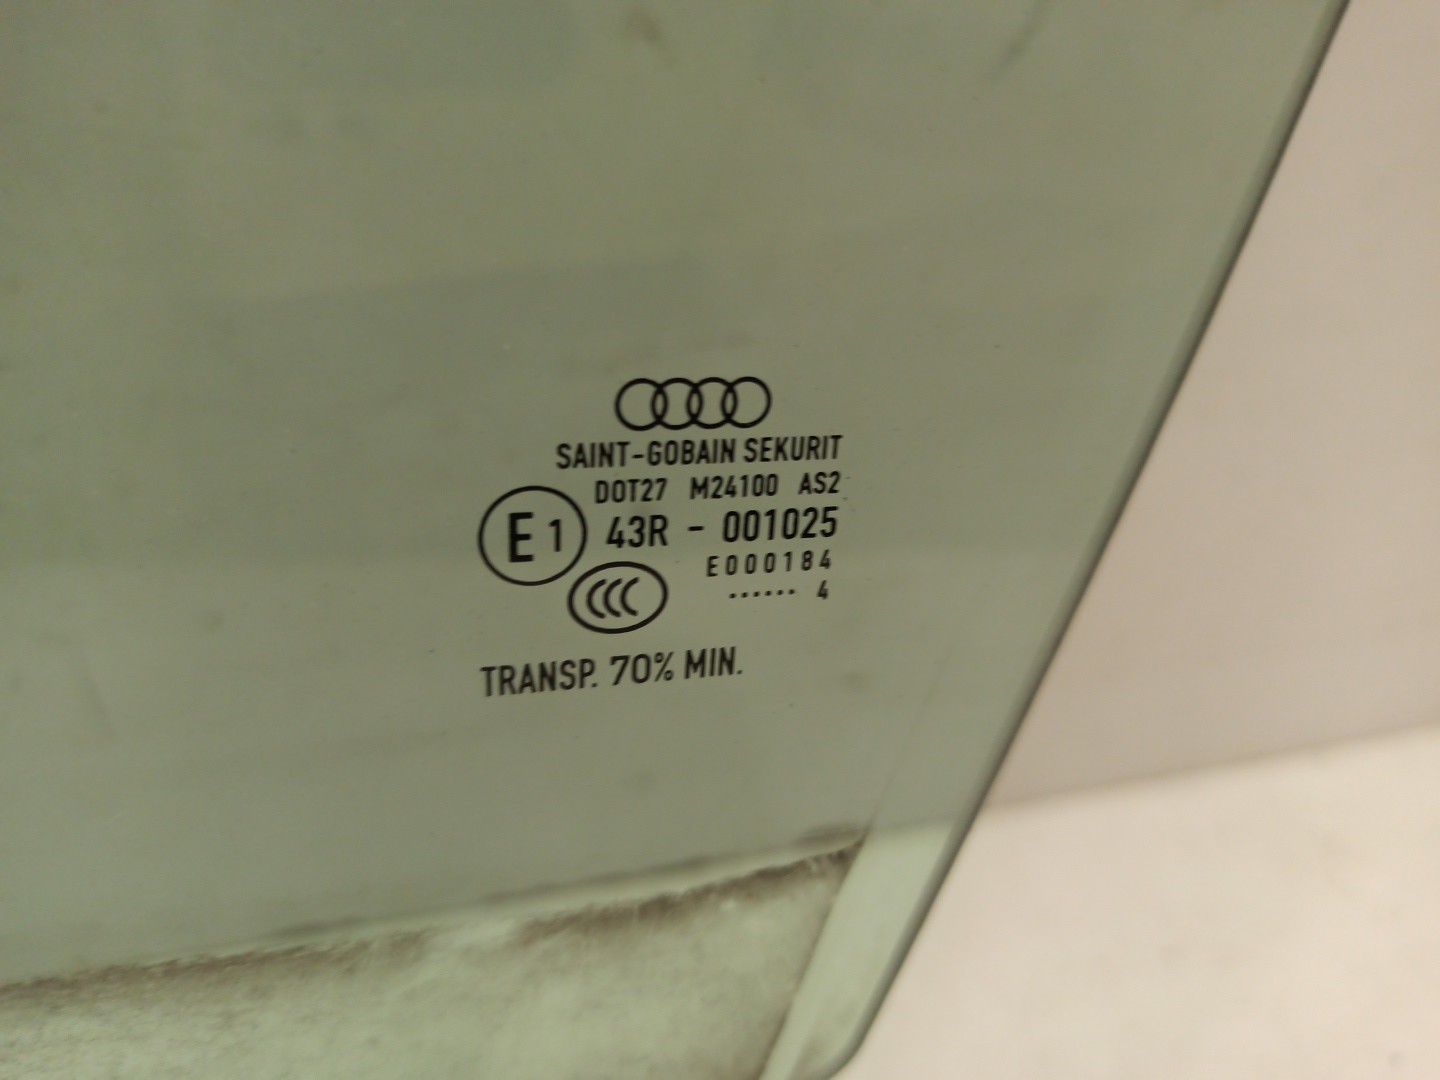 SAINT-GOBAIN SEKURIT
DOT27 M24100 AS2
E1 43R - 001025
E000184
CCC ...... 4
TRANSP. 70% MIN.